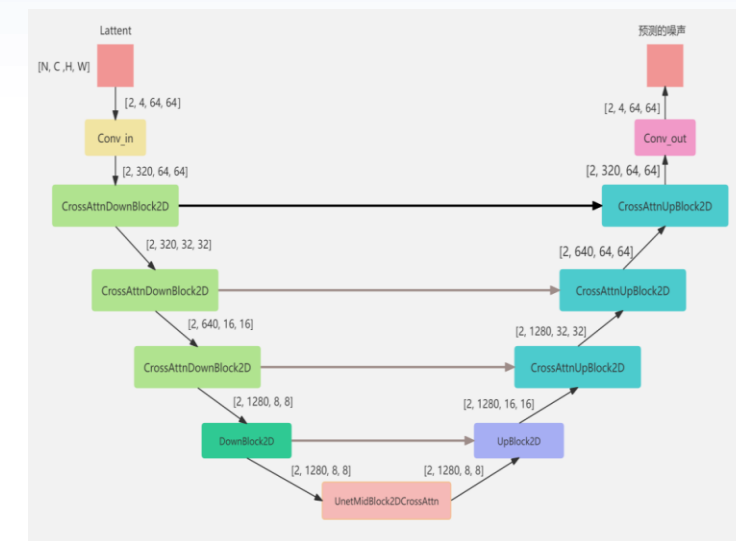 Lattent
预测的噪声
[N, C ,H, W]
[2, 4, 64, 64]
[2, 4, 64, 64]
Conv_in
Conv_out
[2, 320, 64, 64]
[2, 320, 64, 64]
CrossAttnDownBlock2D
CrossAttnUpBlock2D
[2, 320, 32, 32]
[2, 640, 64, 64]
CrossAttnDownBlock2D
CrossAttnUpBlock2D
[2, 640, 16, 16]
[2, 1280, 32, 32]
CrossAttnDownBlock2D
CrossAttnUpBlock2D
[2, 1280, 8, 8]
[2, 1280, 16, 16]
DownBlock2D
UpBlock2D
[2, 1280, 8, 8]
[2, 1280, 8, 8]
UnetMidBlock2DCrossAttn